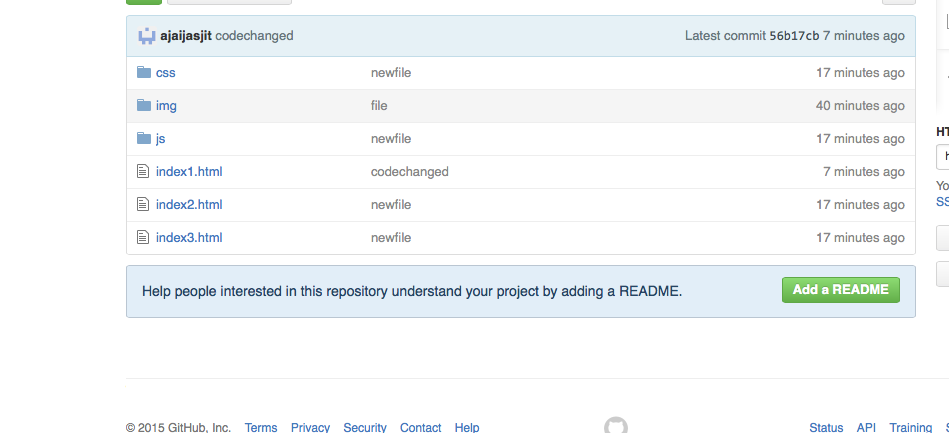 ajaijasjit codechanged Latest commit 56b17cb 7 minutes ago
css newfile 17 minutes ago
img file 40 minutes ago
js newfile 17 minutes ago
index1.html codechanged 7 minutes ago
index2.html newfile 17 minutes ago
index3.html newfile 17 minutes ago
Help people interested in this repository understand your project by adding a README. Add a README
© 2015 GitHub, Inc. Terms Privacy Security Contact Help Status API Training